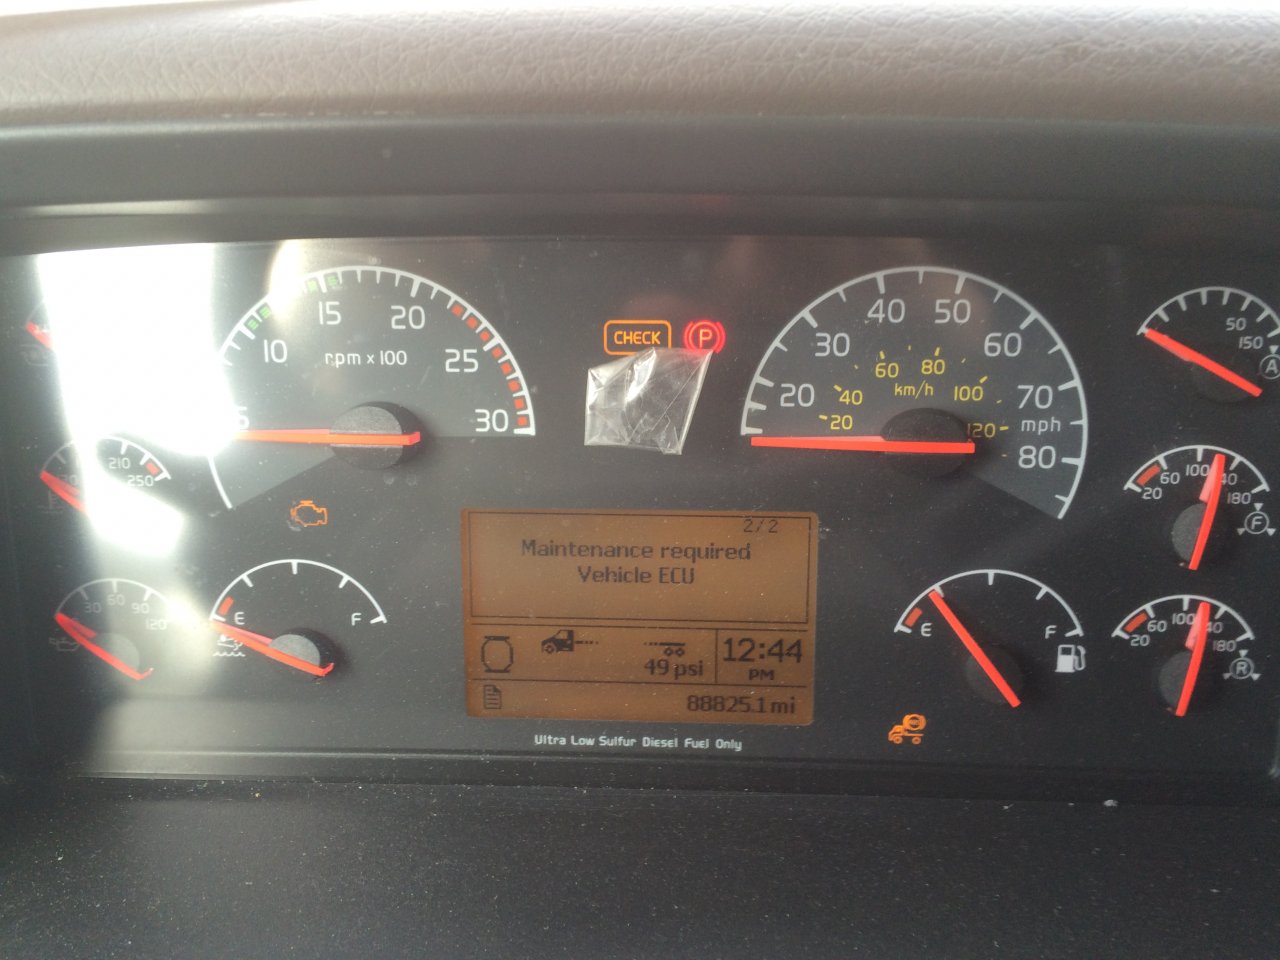 CHECK
P
5
10
15
20
25
30
rpm x 100
20
30
40
50
60
70
80
mph
20
40
60
80
100
120
km/h
50
150
A
210
250
20
60
100
180
F
30
60
90
120
E
F
2/2
Maintenance required
Vehicle ECU
49 psi
12:44
PM
88825.1 mi
E
F
20
60
100
180
R
Ultra Low Sulfur Diesel Fuel Only